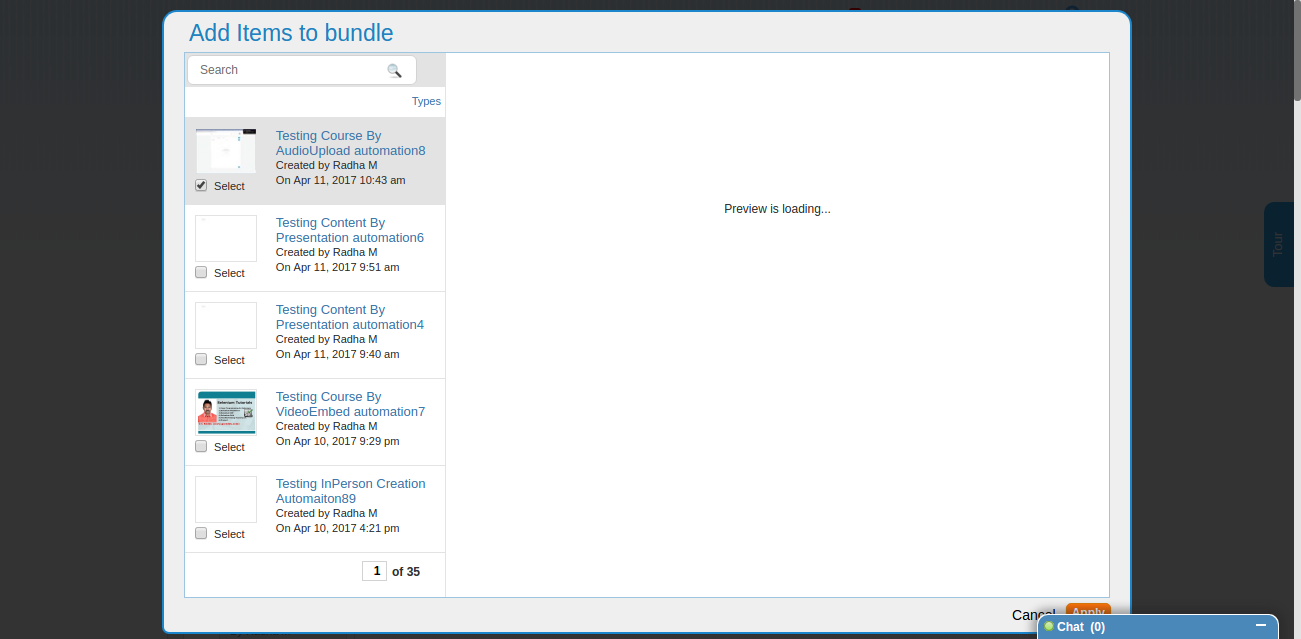 Add Items to bundle
Search
Types
Testing Course By
AudioUpload automation8
Created by Radha M
On Apr 11, 2017 10:43 am
Select
Testing Content By
Presentation automation6
Created by Radha M
On Apr 11, 2017 9:51 am
Select
Testing Content By
Presentation automation4
Created by Radha M
On Apr 11, 2017 9:40 am
Select
Testing Course By
VideoEmbed automation7
Created by Radha M
On Apr 10, 2017 9:29 pm
Select
Testing InPerson Creation
Automaiton89
Created by Radha M
On Apr 10, 2017 4:21 pm
Select
1 of 35
Preview is loading...
Tour
Cancel
Apply
Chat (0)